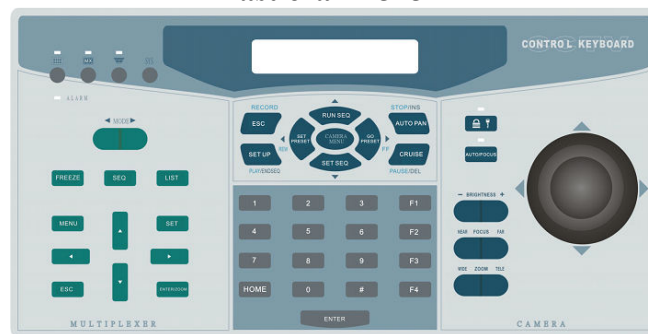 CONTROL KEYBOARD
CCTV
ALARM
◄ MODE ►
FREEZE
SEQ
LIST
MENU
SET
ESC
ENTER/ZOOM
MULTIPLEXER
RECORD
STOP/INS
ESC
RUN SEQ
AUTO PAN
SET PRESET
CAMERA MENU
GO PRESET
SET UP
SET SEQ
CRUISE
PLAY/ENDSEQ
PAUSE/DEL
1 2 3 F1
4 5 6 F2
7 8 9 F3
HOME 0 # F4
ENTER
AUTOFOCUS
– BRIGHTNESS +
NEAR FOCUS FAR
WIDE ZOOM TELE
CAMERA